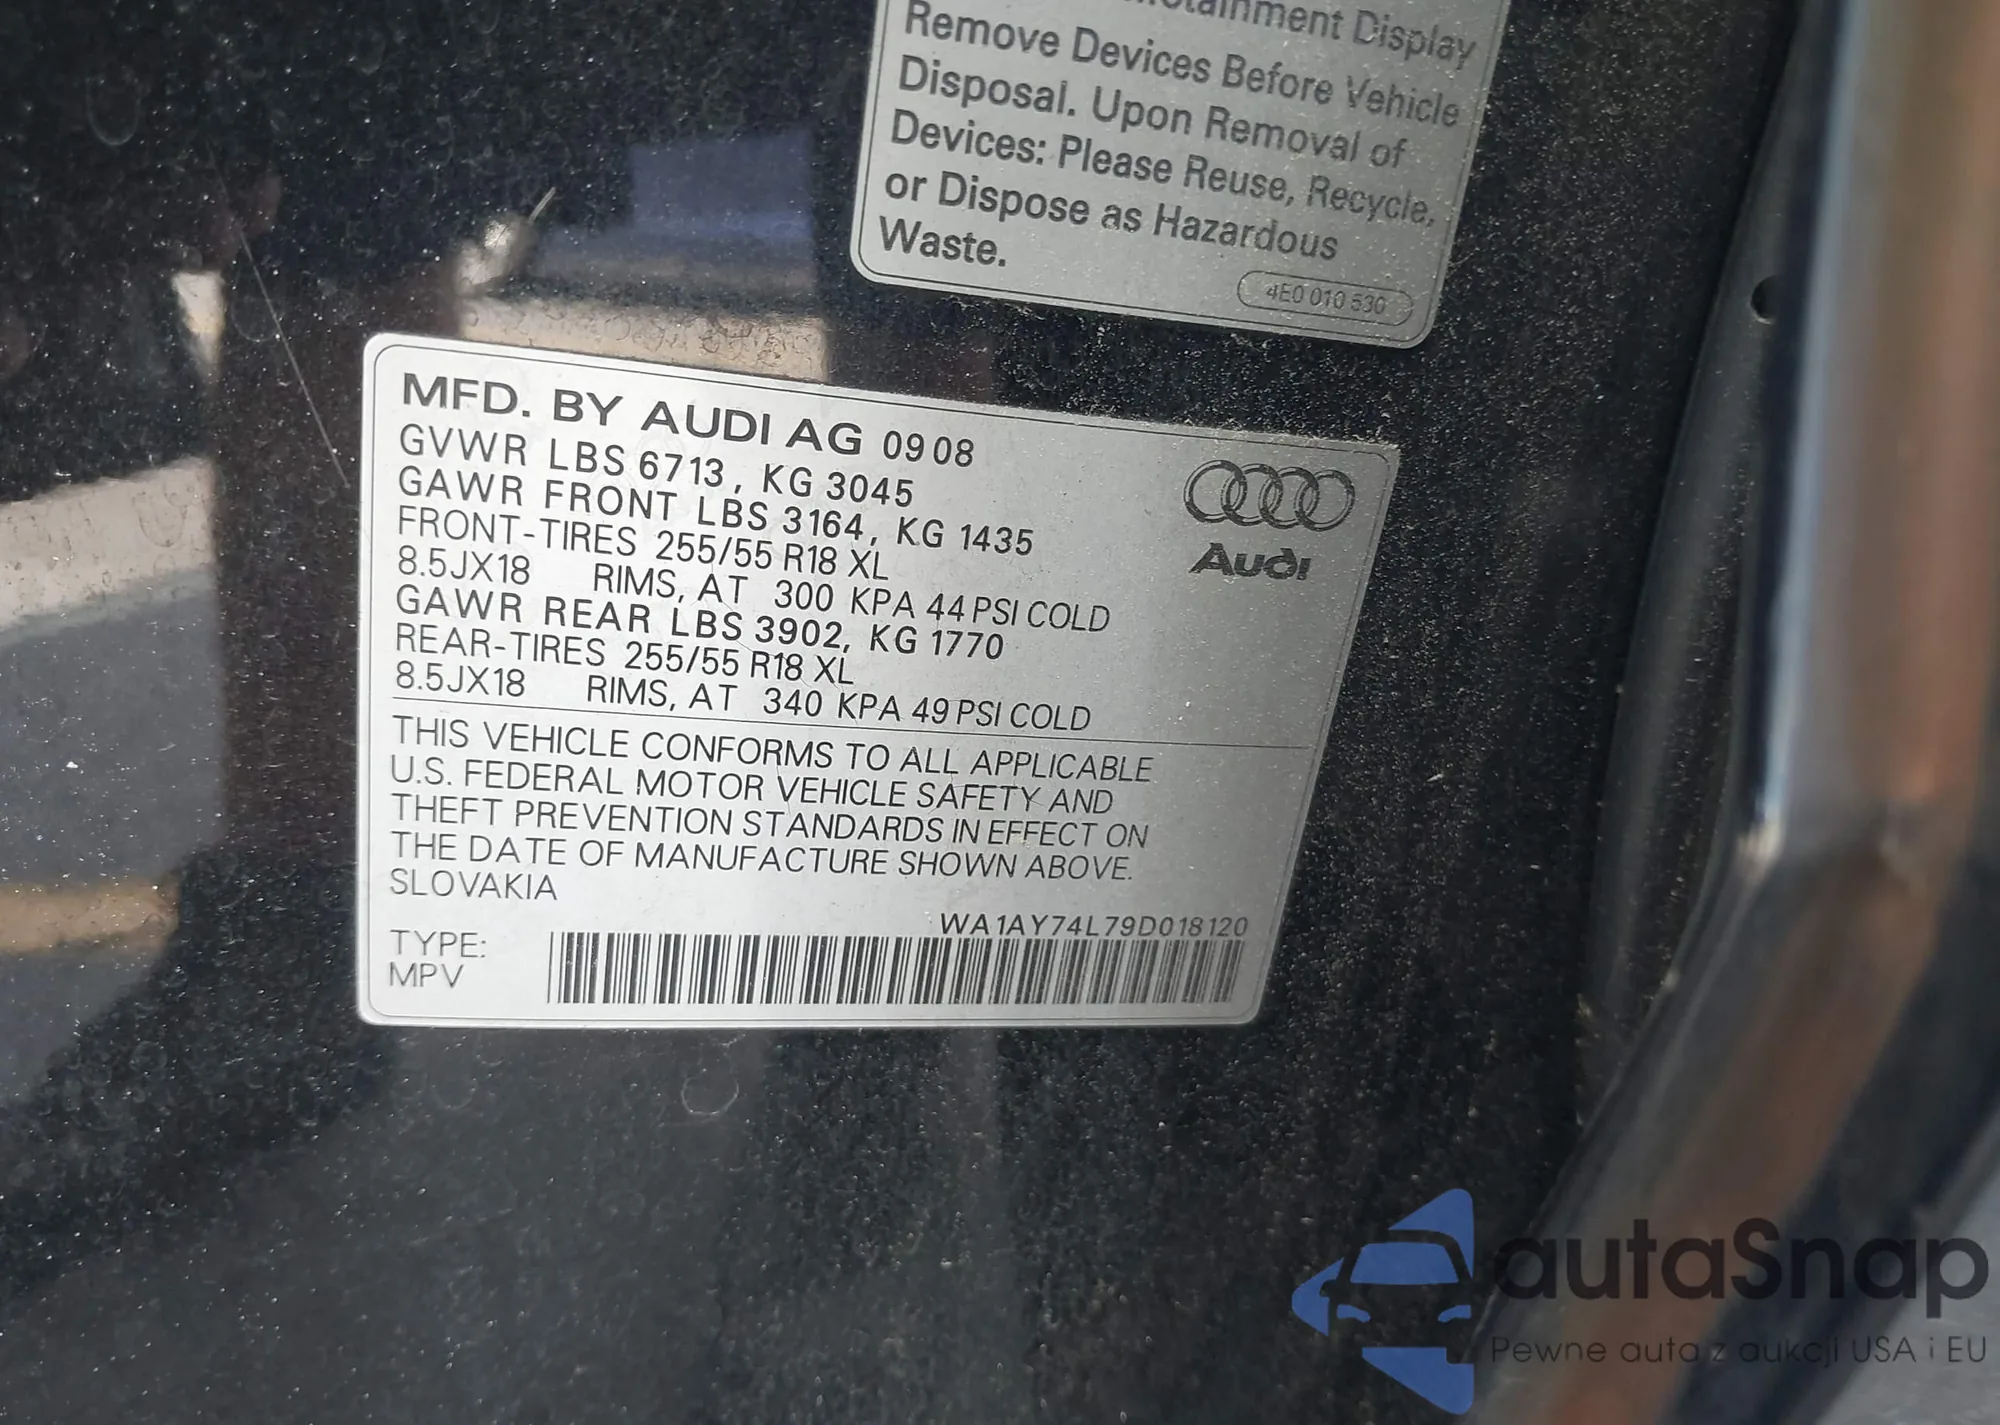 Display
Remove Devices Before Vehicle
Disposal. Upon Removal of
Devices: Please Reuse, Recycle,
or Dispose as Hazardous
Waste.
4E0 010 530
MFD. BY AUDI AG 09 08
GVWR LBS 6713, KG 3045
GAWR FRONT LBS 3164, KG 1435
FRONT-TIRES 255/55 R18 XL
8.5JX18 RIMS, AT 300 KPA 44 PSI COLD
GAWR REAR LBS 3902, KG 1770
REAR-TIRES 255/55 R18 XL
8.5JX18 RIMS, AT 340 KPA 49 PSI COLD
Audi
THIS VEHICLE CONFORMS TO ALL APPLICABLE
U.S. FEDERAL MOTOR VEHICLE SAFETY AND
THEFT PREVENTION STANDARDS IN EFFECT ON
THE DATE OF MANUFACTURE SHOWN ABOVE.
SLOVAKIA
WA1AY74L79D018120
TYPE:
MPV
autaSnap
Pewne auta z aukcji USA i EU